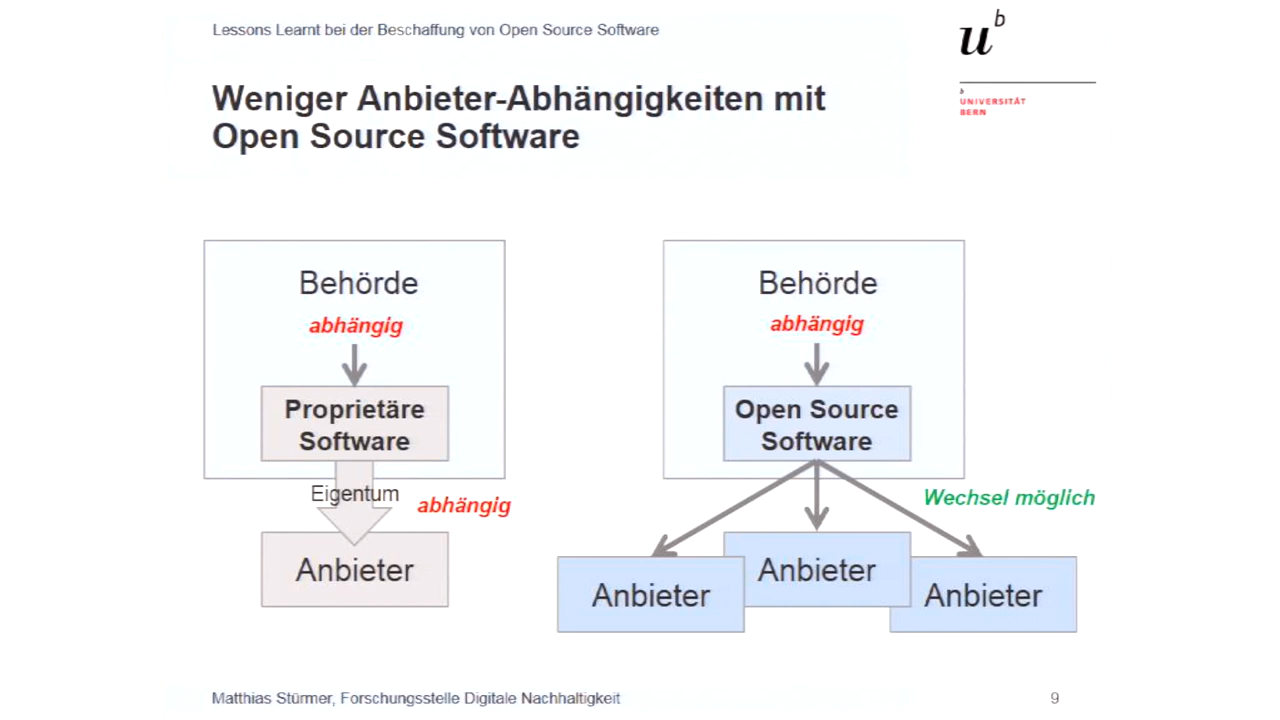 Lessons Learnt bei der Beschaffung von Open Source Software
u^b
Weniger Anbieter-Abhängigkeiten mit
Open Source Software
b
UNIVERSITÄT
BERN
Behörde
abhängig
Proprietäre
Software
Eigentum
abhängig
Anbieter
Behörde
abhängig
Open Source
Software
Wechsel möglich
Anbieter
Anbieter
Anbieter
Matthias Stürmer, Forschungsstelle Digitale Nachhaltigkeit
9